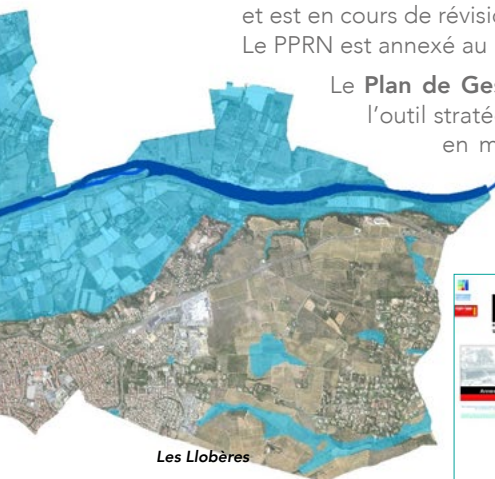 et est en cours de révisi
Le PPRN est annexé au
Le Plan de Ges
l'outil straté
en m
Les Llobères